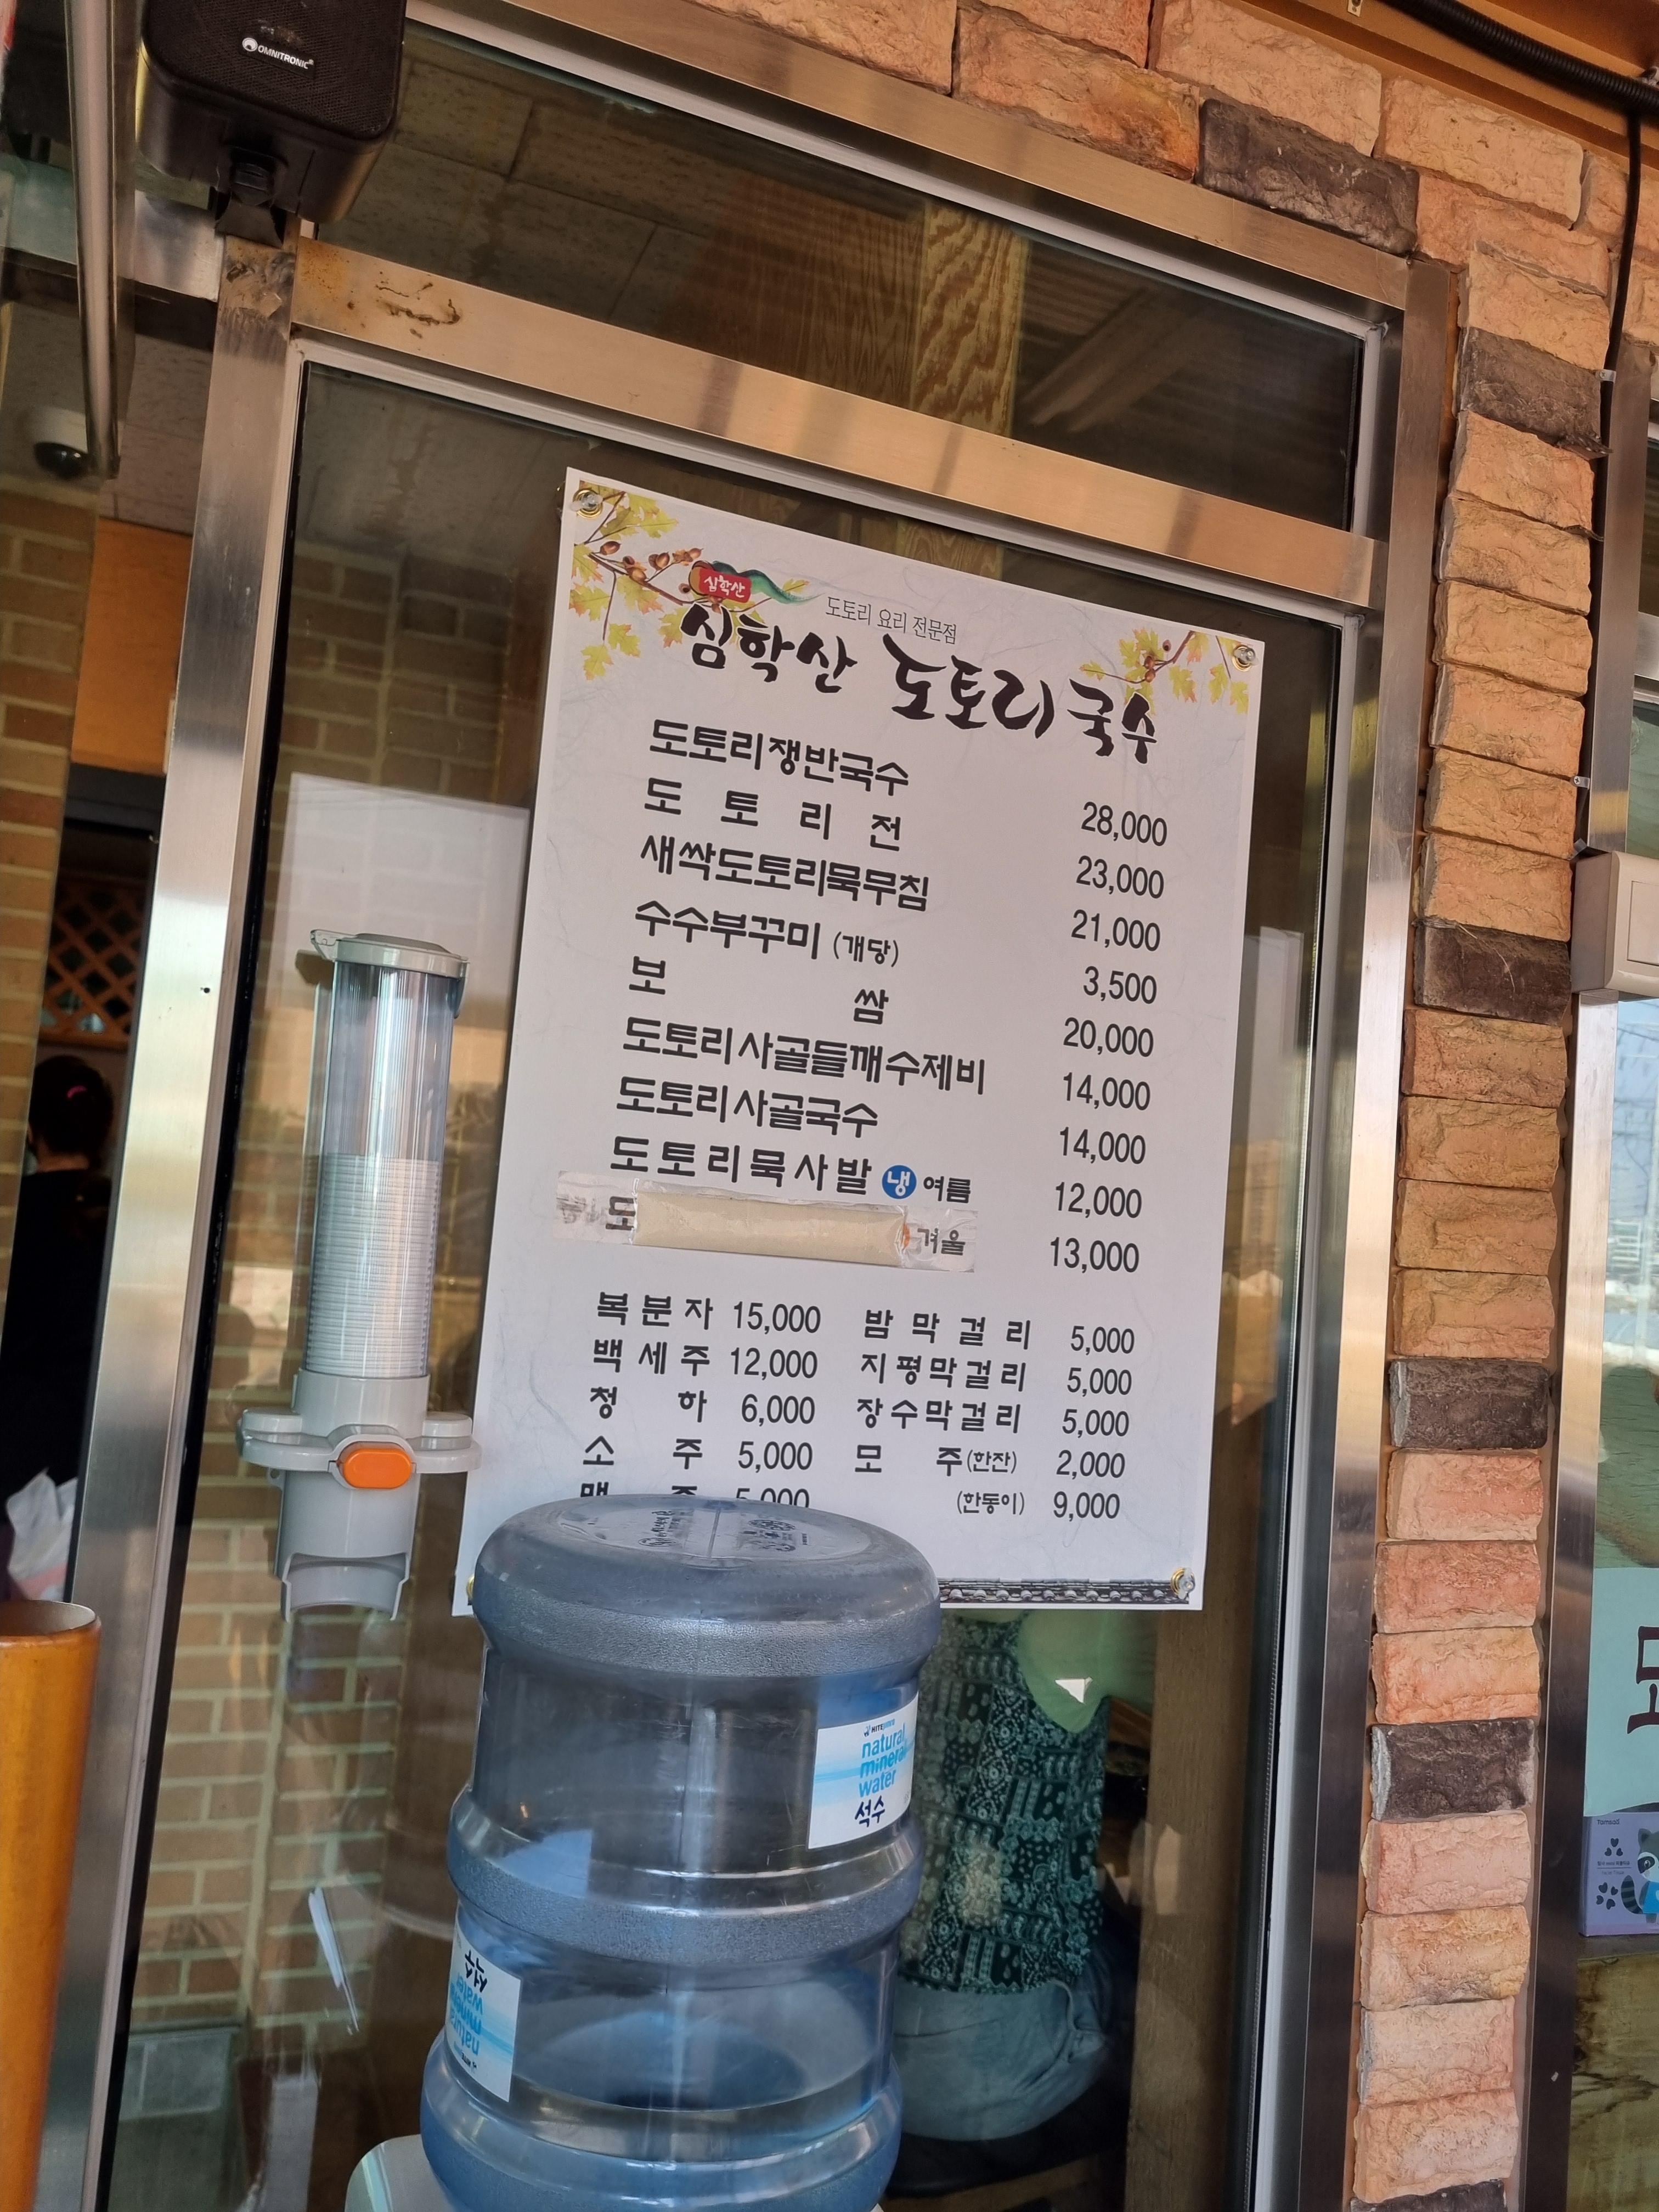 OMNITRONIC®
심학산
도토리 요리 전문점
심학산 도토리국수
도토리쟁반국수 28,000
도토리전 23,000
새싹도토리묵무침 21,000
수수부꾸미 (개당) 3,500
보쌈 20,000
도토리사골들깨수제비 14,000
도토리사골국수 14,000
도토리묵사발 냉 여름 12,000
도 겨울 13,000
복분자 15,000 밤막걸리 5,000
백세주 12,000 지평막걸리 5,000
청하 6,000 장수막걸리 5,000
소주 5,000 모주(한잔) 2,000
5,000 (한동이) 9,000
natural
mineral
water
석수
석수
water
mineral
natural